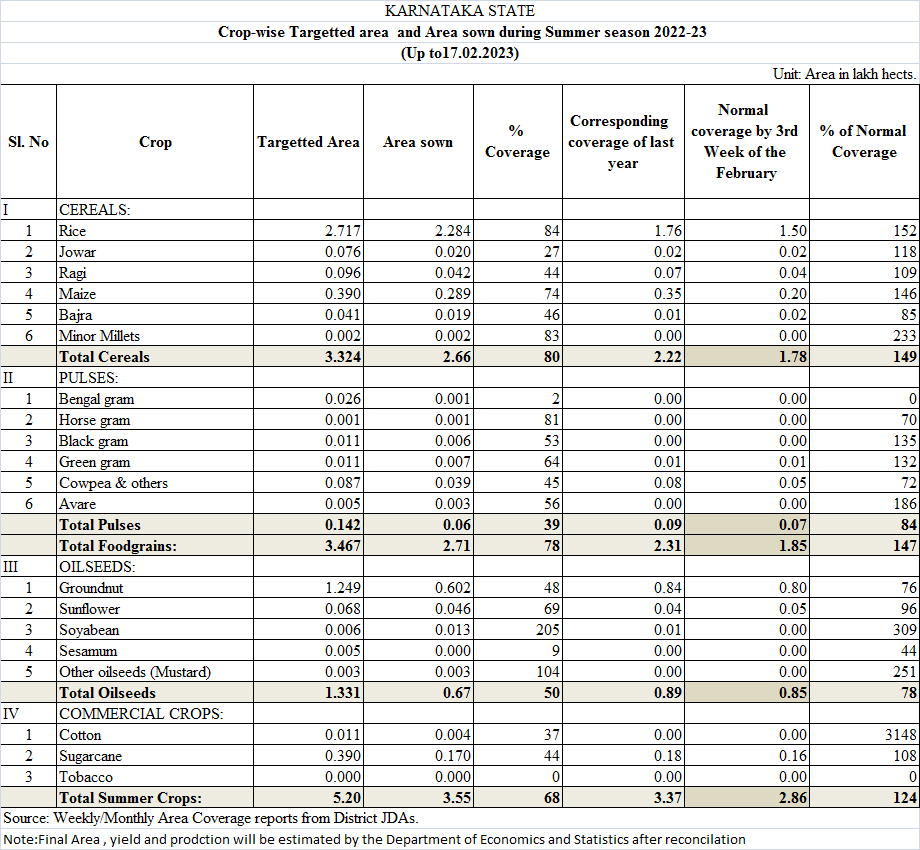 KARNATAKA STATE
Crop-wise Targetted area and Area sown during Summer season 2022-23
(Up to17.02.2023)
Unit: Area in lakh hects.
Sl. No Crop Targetted Area Area sown % Coverage Corresponding coverage of last year Normal coverage by 3rd Week of the February % of Normal Coverage
I CEREALS:
1 Rice 2.717 2.284 84 1.76 1.50 152
2 Jowar 0.076 0.020 27 0.02 0.02 118
3 Ragi 0.096 0.042 44 0.07 0.04 109
4 Maize 0.390 0.289 74 0.35 0.20 146
5 Bajra 0.041 0.019 46 0.01 0.02 85
6 Minor Millets 0.002 0.002 83 0.00 0.00 233
Total Cereals 3.324 2.66 80 2.22 1.78 149
II PULSES:
1 Bengal gram 0.026 0.001 2 0.00 0.00 0
2 Horse gram 0.001 0.001 81 0.00 0.00 70
3 Black gram 0.011 0.006 53 0.00 0.00 135
4 Green gram 0.011 0.007 64 0.01 0.01 132
5 Cowpea & others 0.087 0.039 45 0.08 0.05 72
6 Avare 0.005 0.003 56 0.00 0.00 186
Total Pulses 0.142 0.06 39 0.09 0.07 84
Total Foodgrains: 3.467 2.71 78 2.31 1.85 147
III OILSEEDS:
1 Groundnut 1.249 0.602 48 0.84 0.80 76
2 Sunflower 0.068 0.046 69 0.04 0.05 96
3 Soyabean 0.006 0.013 205 0.01 0.00 309
4 Sesamum 0.005 0.000 9 0.00 0.00 44
5 Other oilseeds (Mustard) 0.003 0.003 104 0.00 0.00 251
Total Oilseeds 1.331 0.67 50 0.89 0.85 78
IV COMMERCIAL CROPS:
1 Cotton 0.011 0.004 37 0.00 0.00 3148
2 Sugarcane 0.390 0.170 44 0.18 0.16 108
3 Tobacco 0.000 0.000 0 0.00 0.00 0
Total Summer Crops: 5.20 3.55 68 3.37 2.86 124
Source: Weekly/Monthly Area Coverage reports from District JDAs.
Note:Final Area , yield and prodction will be estimated by the Department of Economics and Statistics after reconcilation